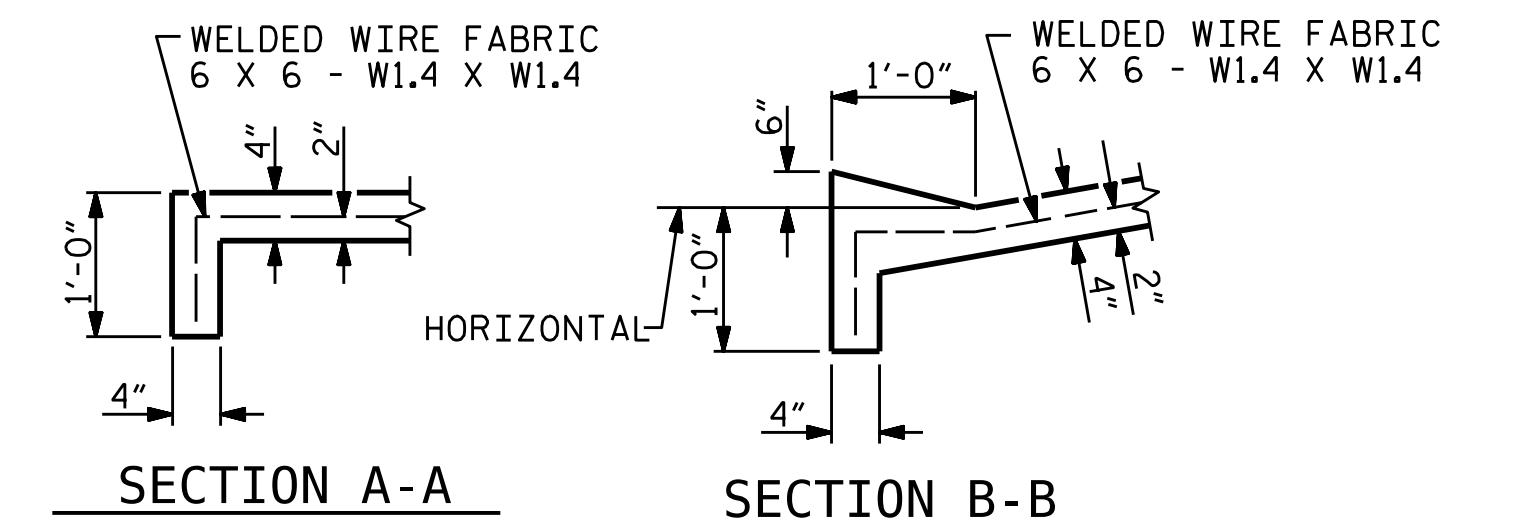 WELDED WIRE FABRIC
6 X 6 - W1.4 X W1.4
4"
2"
1'-0"
4"
SECTION A-A
WELDED WIRE FABRIC
6 X 6 - W1.4 X W1.4
1'-0"
6"
1'-0"
HORIZONTAL
4"
2"
4"
SECTION B-B